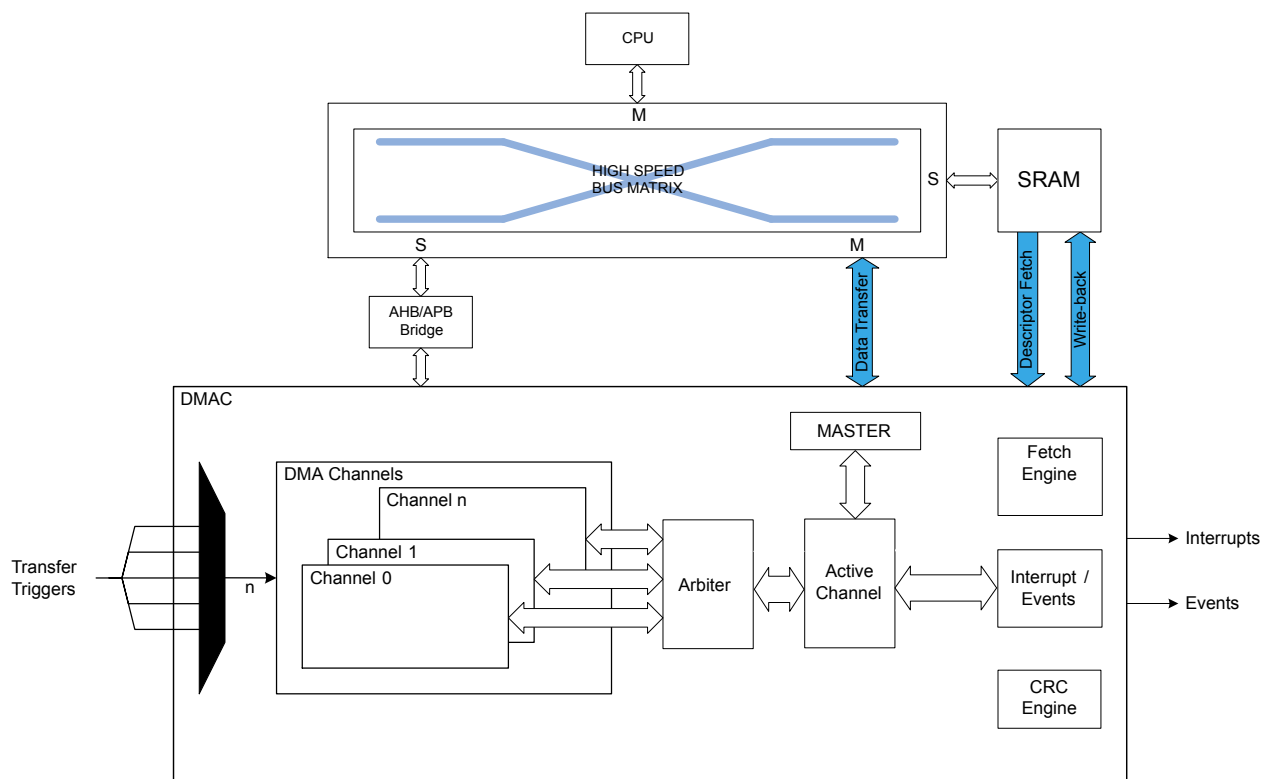 CPU
M
HIGH SPEED
BUS MATRIX
S
SRAM
S
M
AHB/APB
Bridge
Data Transfer
Descriptor Fetch
Write-back
DMAC
MASTER
DMA Channels
Fetch
Engine
Channel n
Channel 1
Channel 0
Transfer
Triggers
n
Arbiter
Active
Channel
Interrupt /
Events
Interrupts
Events
CRC
Engine